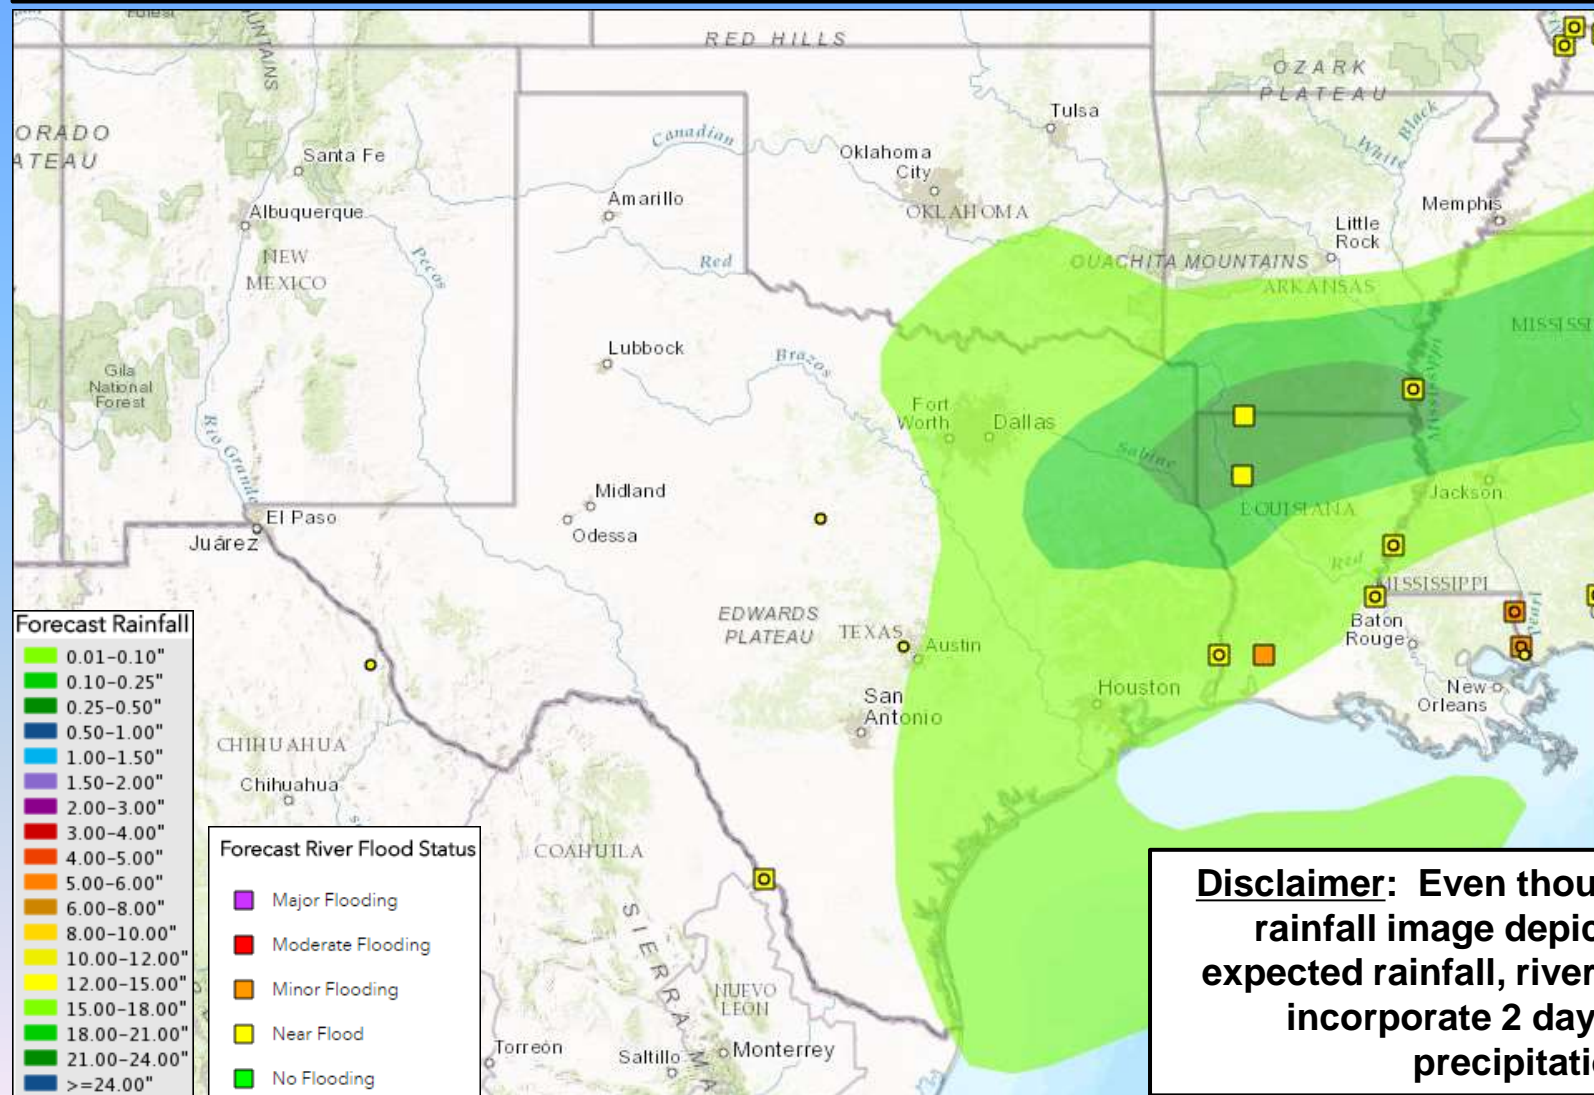 RED HILLS
OZARK
PLATEAU
ORADO
ATEAU
Santa Fe
Canadian
Tulsa
Black
White
Oklahoma
City
OKLAHOMA
Albuquerque
NEW
MEXICO
Pecos
Amarillo
Red
Memphis
Little
Rock
OUACHITA MOUNTAINS
ARKANSAS
MISSISSI
Mississippi
Gila
National
Forest
Rio Grande
Lubbock
Brazos
Fort
Worth
Dallas
Sabine
LOUISIANA
Jackson
Midland
Odessa
El Paso
Juárez
Red
MISSISSIPPI
Pearl
Baton
Rouge
New
Orleans
EDWARDS
PLATEAU
TEXAS
Austin
San
Antonio
Houston
CHIHUAHUA
Chihuahua
COAHUILA
SIERRA MA
NUEVO
LEÓN
Torreón
Saltillo
Monterrey
Forecast Rainfall
0.01-0.10"
0.10-0.25"
0.25-0.50"
0.50-1.00"
1.00-1.50"
1.50-2.00"
2.00-3.00"
3.00-4.00"
4.00-5.00"
5.00-6.00"
6.00-8.00"
8.00-10.00"
10.00-12.00"
12.00-15.00"
15.00-18.00"
18.00-21.00"
21.00-24.00"
>=24.00"
Forecast River Flood Status
Major Flooding
Moderate Flooding
Minor Flooding
Near Flood
No Flooding
Disclaimer: Even thou
rainfall image depic
expected rainfall, river
incorporate 2 day
precipitati